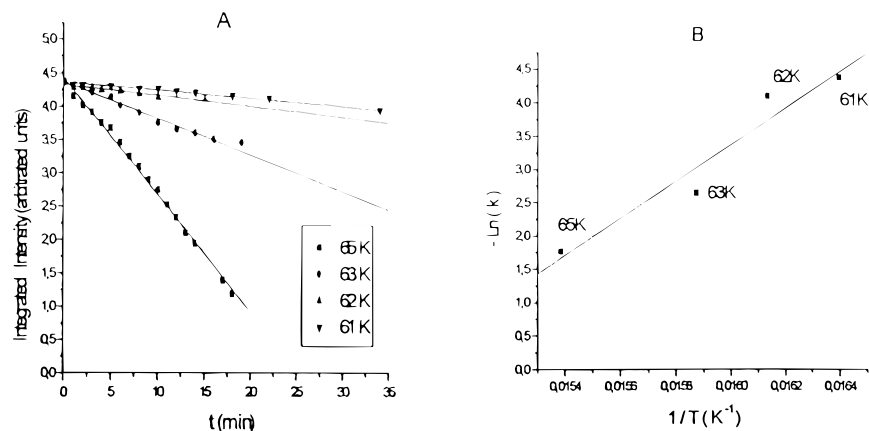 A
Integrated Intensity (arbitrated units)
5,0
4,5
4,0
3,5
3,0
2,5
2,0
1,5
1,0
0,5
0,0
65 K
63 K
62 K
61 K
0 5 10 15 20 25 30 35
t (min)
B
- Ln ( k )
4,5
4,0
3,5
3,0
2,5
2,0
1,5
1,0
0,5
0,0
62K
61K
63K
65K
0,0154 0,0156 0,0158 0,0160 0,0162 0,0164
1/T (K⁻¹)